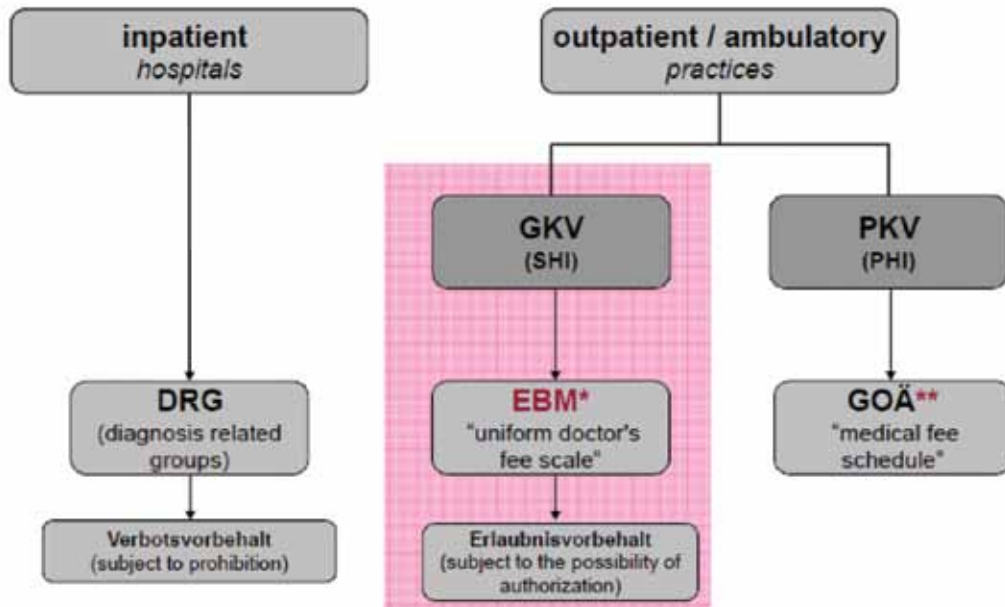 inpatient
hospitals
outpatient / ambulatory
practices
GKV
(SHI)
PKV
(PHI)
DRG
(diagnosis related
groups)
EBM*
"uniform doctor's
fee scale"
GOÄ**
"medical fee
schedule"
Verbotsvorbehalt
(subject to prohibition)
Erlaubnisvorbehalt
(subject to the possibility of
authorization)